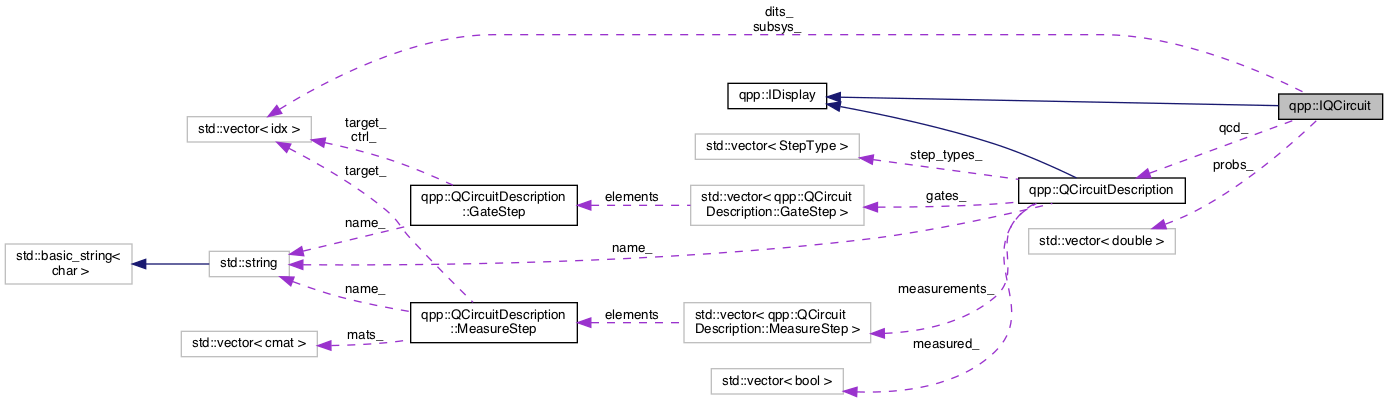 dits_
subsys_
qpp::IDisplay
qpp::IQCircuit
std::vector< idx >
target_
ctrl_
qcd_
std::vector< StepType >
step_types_
probs_
target_
qpp::QCircuitDescription
::GateStep
elements
std::vector< qpp::QCircuit
Description::GateStep >
gates_
qpp::QCircuitDescription
name_
std::vector< double >
std::basic_string<
char >
std::string
name_
name_
measurements_
qpp::QCircuitDescription
::MeasureStep
elements
std::vector< qpp::QCircuit
Description::MeasureStep >
std::vector< cmat >
mats_
measured_
std::vector< bool >